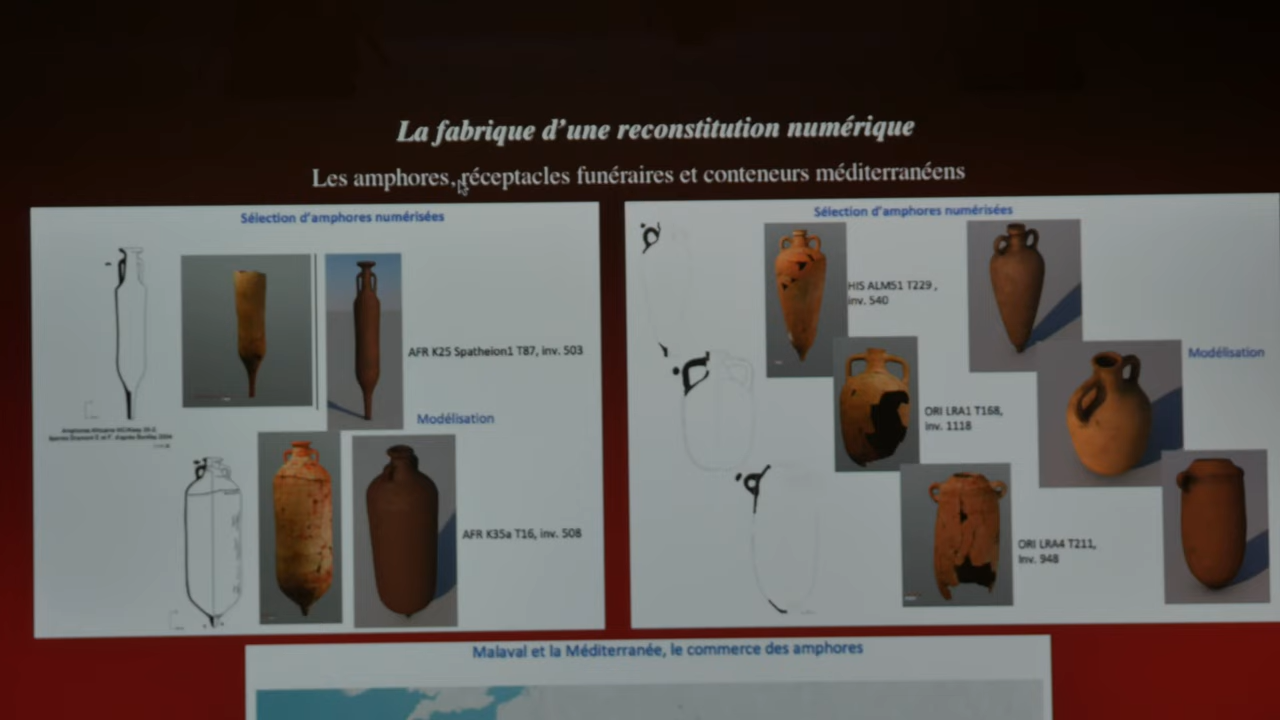 La fabrique d'une reconstitution numérique
Les amphores, réceptacles funéraires et conteneurs méditerranéens
Sélection d'amphores numérisées
AFR K25 Spatheion1 T87, inv. 503
Modélisation
AFR K35a T16, inv. 508
Sélection d'amphores numérisées
HIS ALM51 T229 ,
inv. 540
Modélisation
ORI LRA1 T168,
inv. 1118
ORI LRA4 T211,
inv. 948
Malaval et la Méditerranée, le commerce des amphores